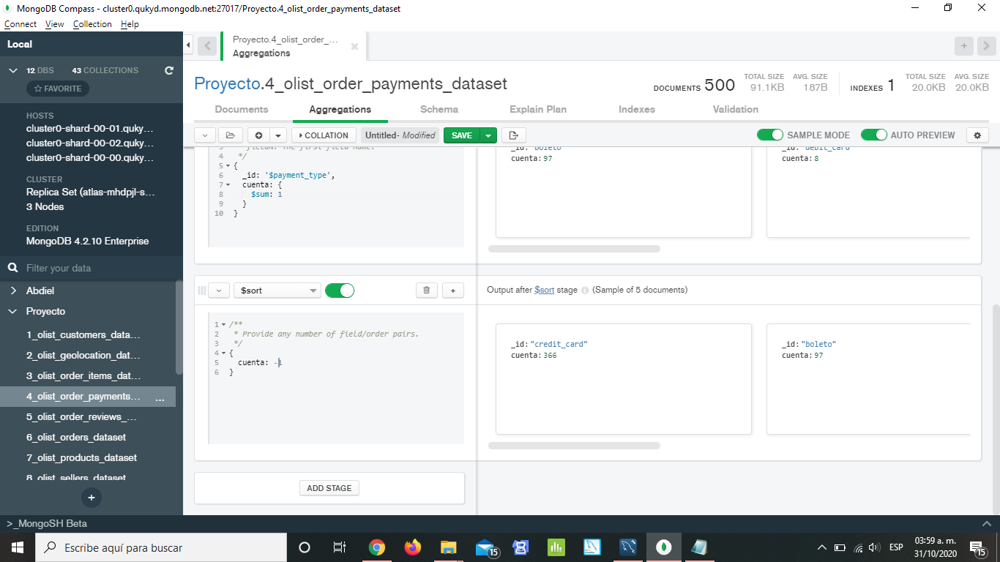 MongoDB Compass - cluster0.qukyd.mongodb.net:27017/Proyecto.4_olist_order_payments_dataset
Connect View Collection Help
Local
12 DBS 43 COLLECTIONS
FAVORITE
HOSTS
cluster0-shard-00-01.quky...
cluster0-shard-00-02.quky...
cluster0-shard-00-00.quky...
CLUSTER
Replica Set (atlas-mhdpjl-s...
3 Nodes
EDITION
MongoDB 4.2.10 Enterprise
Filter your data
Abdiel
Proyecto
1_olist_customers_data...
2_olist_geolocation_dat...
3_olist_order_items_dat...
4_olist_order_payments... ...
5_olist_order_reviews_...
6_olist_orders_dataset
7_olist_products_dataset
8_olist_sellers_dataset
+
Proyecto.4_olist_order_...
Aggregations
Proyecto.4_olist_order_payments_dataset
DOCUMENTS 500 TOTAL SIZE 91.1KB AVG. SIZE 187B INDEXES 1 TOTAL SIZE 20.0KB AVG. SIZE 20.0KB
Documents Aggregations Schema Explain Plan Indexes Validation
COLLATION Untitled- Modified SAVE SAMPLE MODE AUTO PREVIEW
3 * fieldN: The first field name.
4 */
5 {
6 _id: '$payment_type',
7 cuenta: {
8 $sum: 1
9 }
10 }
_id: "boleto"
cuenta: 97
_id: "debit_card"
cuenta: 8
$sort
+
Output after $sort stage (Sample of 5 documents)
1 /**
2 * Provide any number of field/order pairs.
3 */
4 {
5 cuenta: -1
6 }
_id: "credit_card"
cuenta: 366
_id: "boleto"
cuenta: 97
ADD STAGE
>_MongoSH Beta
Escribe aquí para buscar
15
ESP
03:59 a. m.
31/10/2020
15